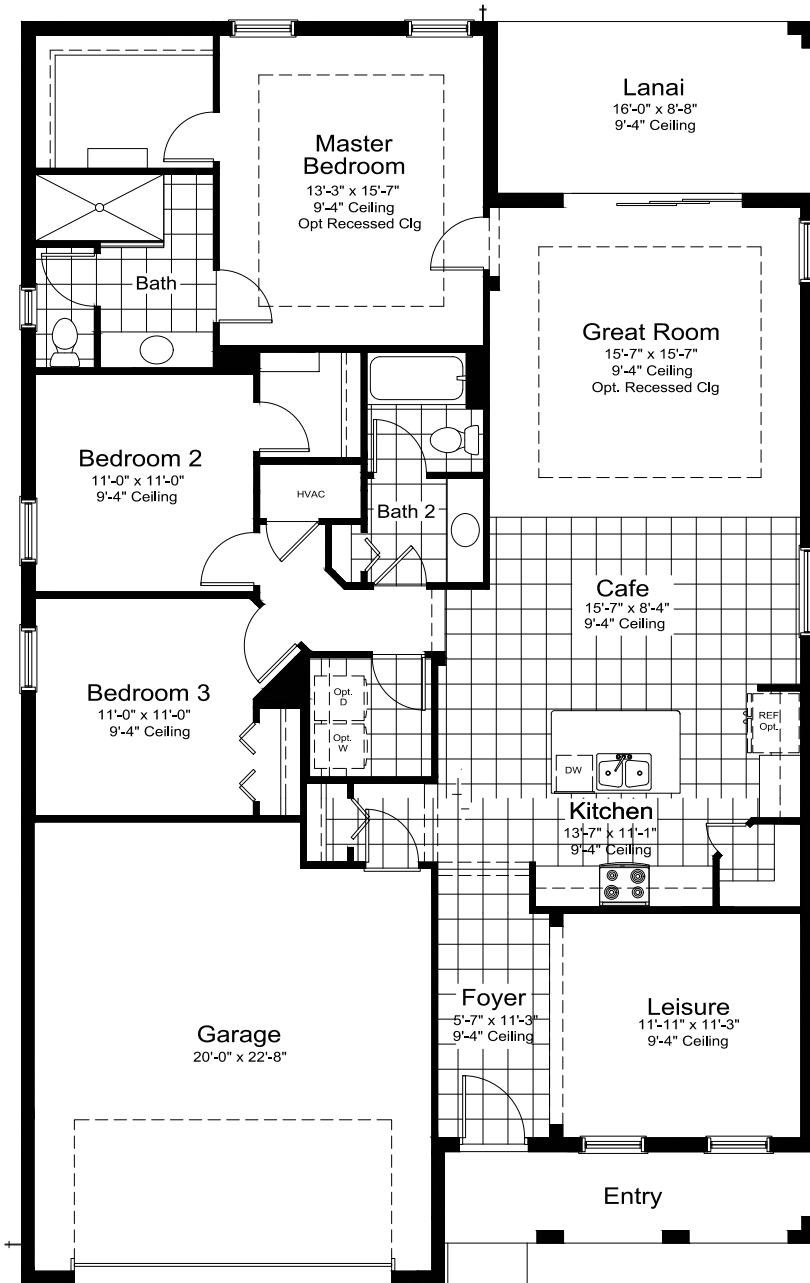 Lanai
16'-0" x 8'-8"
9'-4" Ceiling
Master
Bedroom
13'-3" x 15'-7"
9'-4" Ceiling
Opt Recessed Clg
Bath
Great Room
15'-7" x 15'-7"
9'-4" Ceiling
Opt. Recessed Clg
Bedroom 2
11'-0" x 11'-0"
9'-4" Ceiling
HVAC
Bath 2
Cafe
15'-7" x 8'-4"
9'-4" Ceiling
Bedroom 3
11'-0" x 11'-0"
9'-4" Ceiling
Opt.
D
Opt.
W
REF
Opt.
DW
Kitchen
13'-7" x 11'-1"
9'-4" Ceiling
Foyer
5'-7" x 11'-3"
9'-4" Ceiling
Leisure
11'-11" x 11'-3"
9'-4" Ceiling
Garage
20'-0" x 22'-8"
Entry